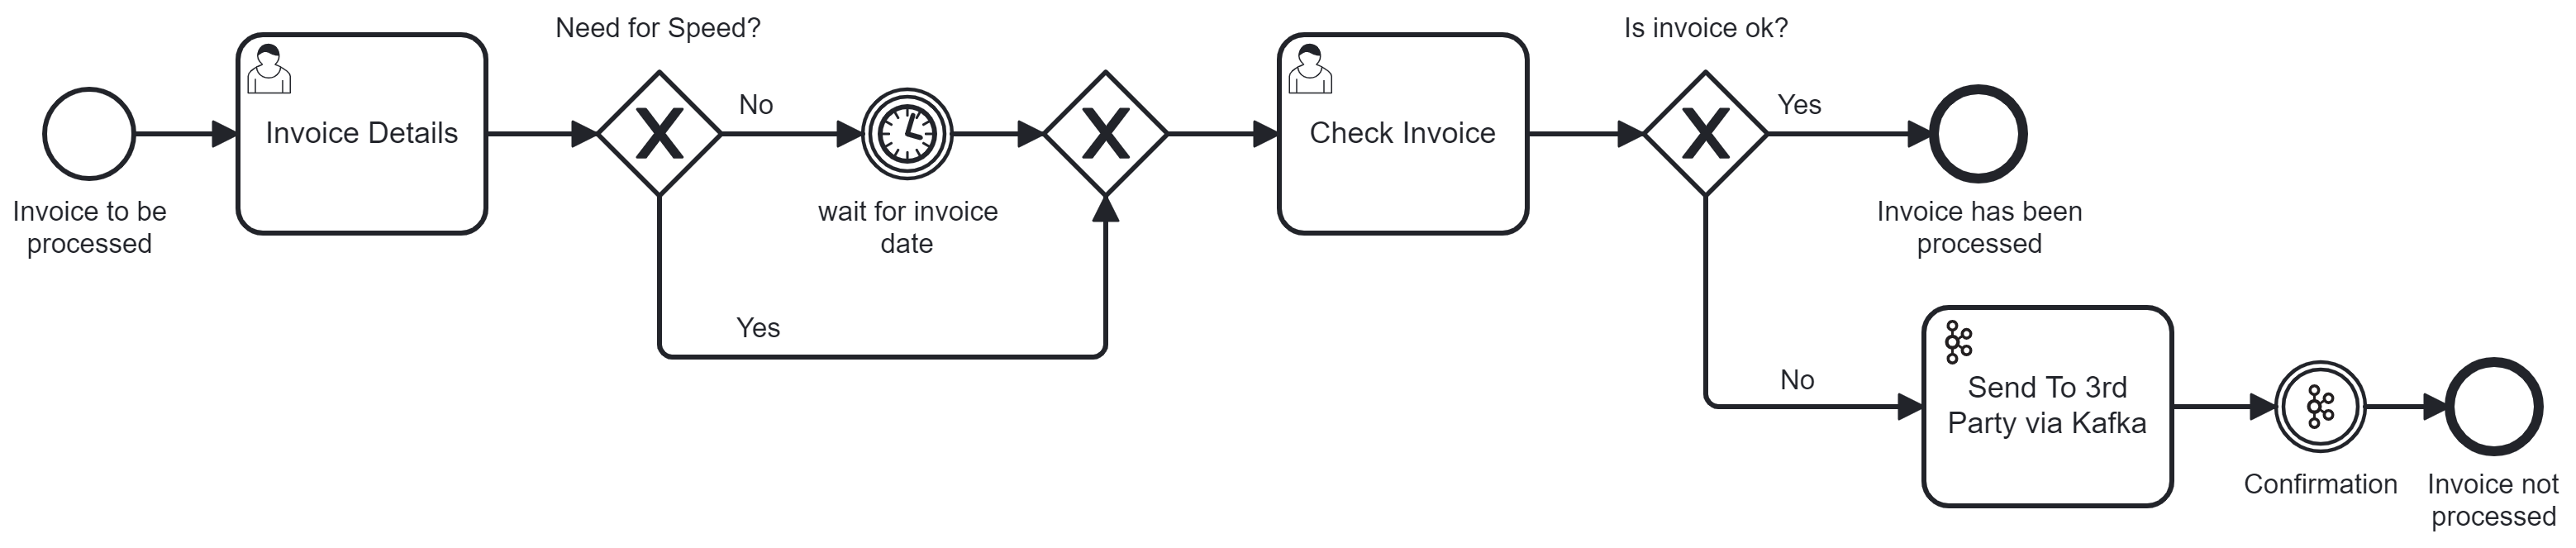 Need for Speed?
Is invoice ok?
No
Yes
Invoice Details
Check Invoice
Invoice to be
processed
wait for invoice
date
Invoice has been
processed
Yes
No
Send To 3rd
Party via Kafka
Confirmation
Invoice not
processed